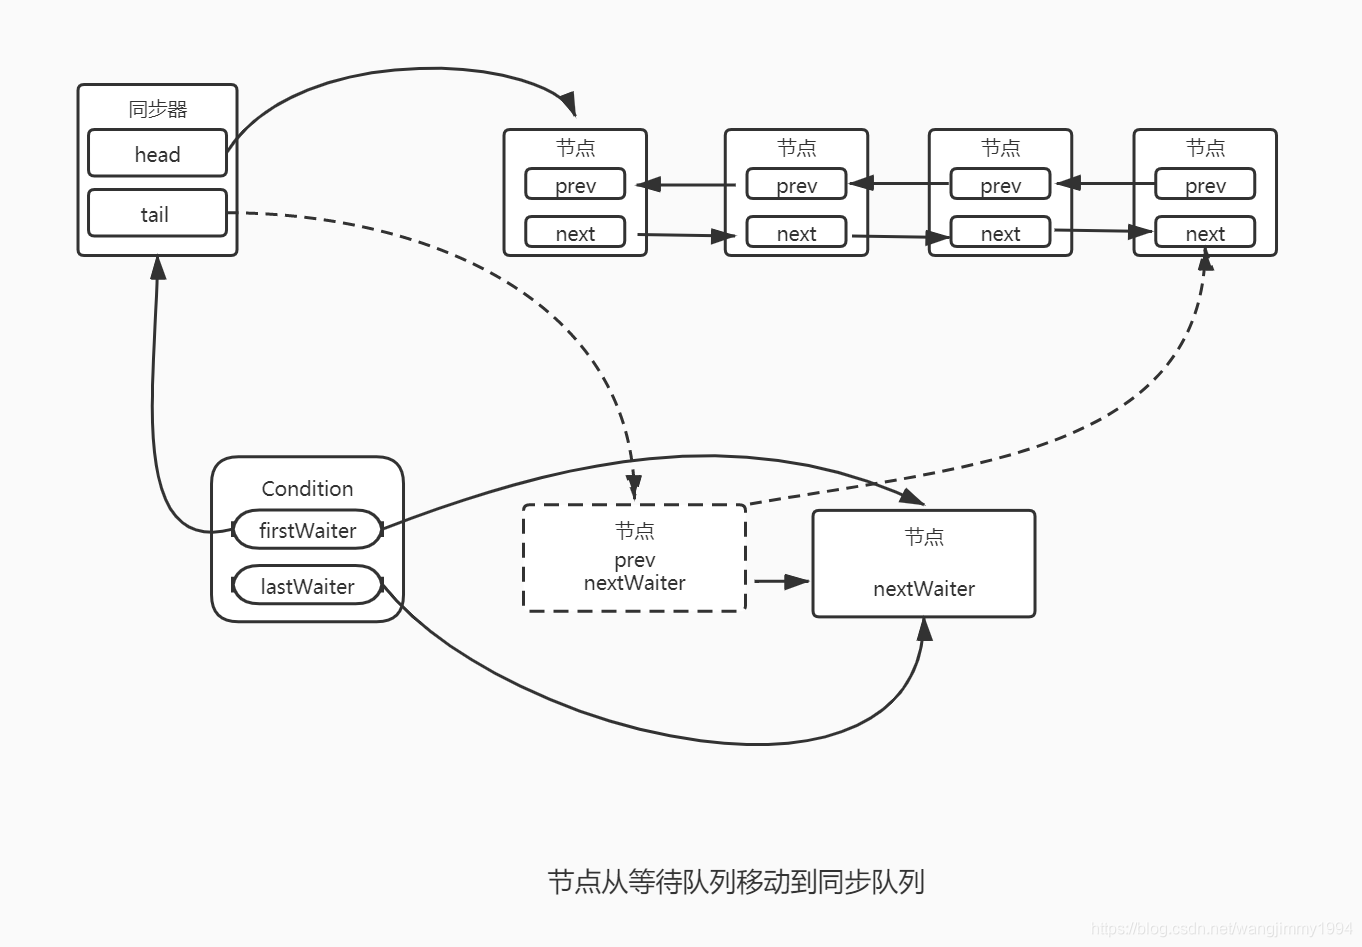 同步器
head
tail
节点
prev
next
节点
prev
next
节点
prev
next
节点
prev
next
Condition
firstWaiter
lastWaiter
节点
prev
nextWaiter
节点
nextWaiter
节点从等待队列移动到同步队列
https://blog.csdn.net/wangjimmy1994